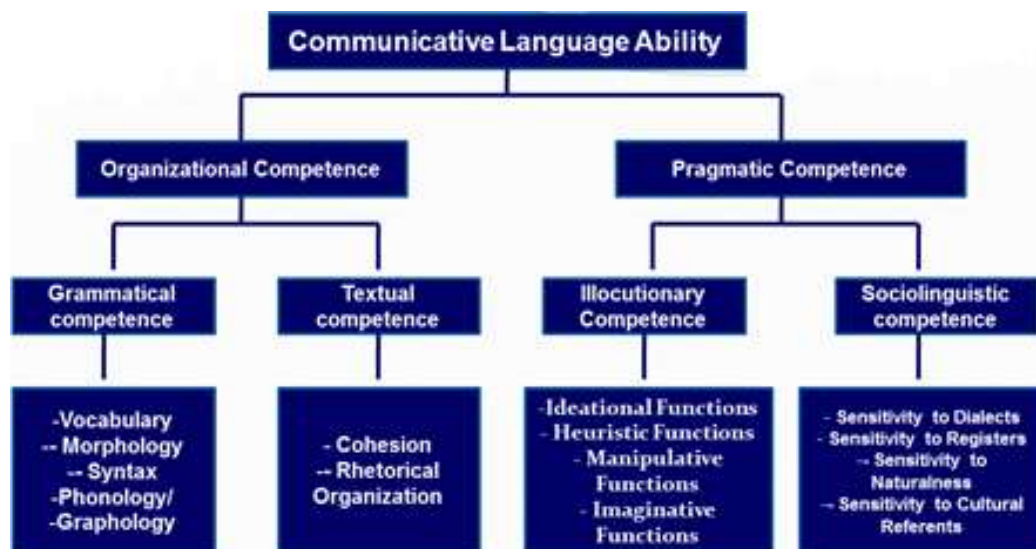 Communicative Language Ability
Organizational Competence
Pragmatic Competence
Grammatical
competence
Textual
competence
Illocutionary
Competence
Sociolinguistic
competence
-Vocabulary
-- Morphology
-- Syntax
-Phonology/
-Graphology
- Cohesion
-- Rhetorical
Organization
-Ideational Functions
- Heuristic Functions
- Manipulative
Functions
- Imaginative
Functions
- Sensitivity to Dialects
- Sensitivity to Registers
-- Sensitivity to
Naturalness
-- Sensitivity to Cultural
Referents